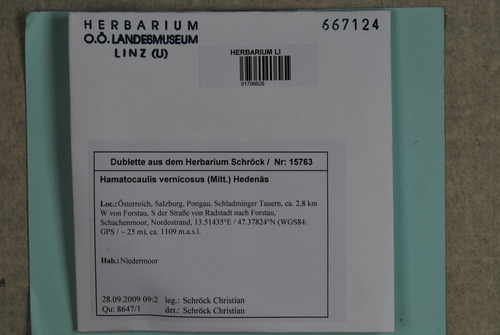 HERBARIUM
O.Ö. LANDESMUSEUM
LINZ (U)
667124
HERBARIUM LI
01706628
Dublette aus dem Herbarium Schröck / Nr: 15763
Hamatocaulis vernicosus (Mitt.) Hedenäs
Loc.:Österreich, Salzburg, Pongau, Schladminger Tauern, ca. 2,8 km
W von Forstau, S der Straße von Radstadt nach Forstau,
Schachenmoor, Nordostrand, 13.51435°E / 47.37824°N (WGS84:
GPS / ~ 25 m), ca. 1109 m.a.s.l.
Hab.:Niedermoor
28.09.2009 09:2 leg.: Schröck Christian
Qu: 8647/1 det.: Schröck Christian